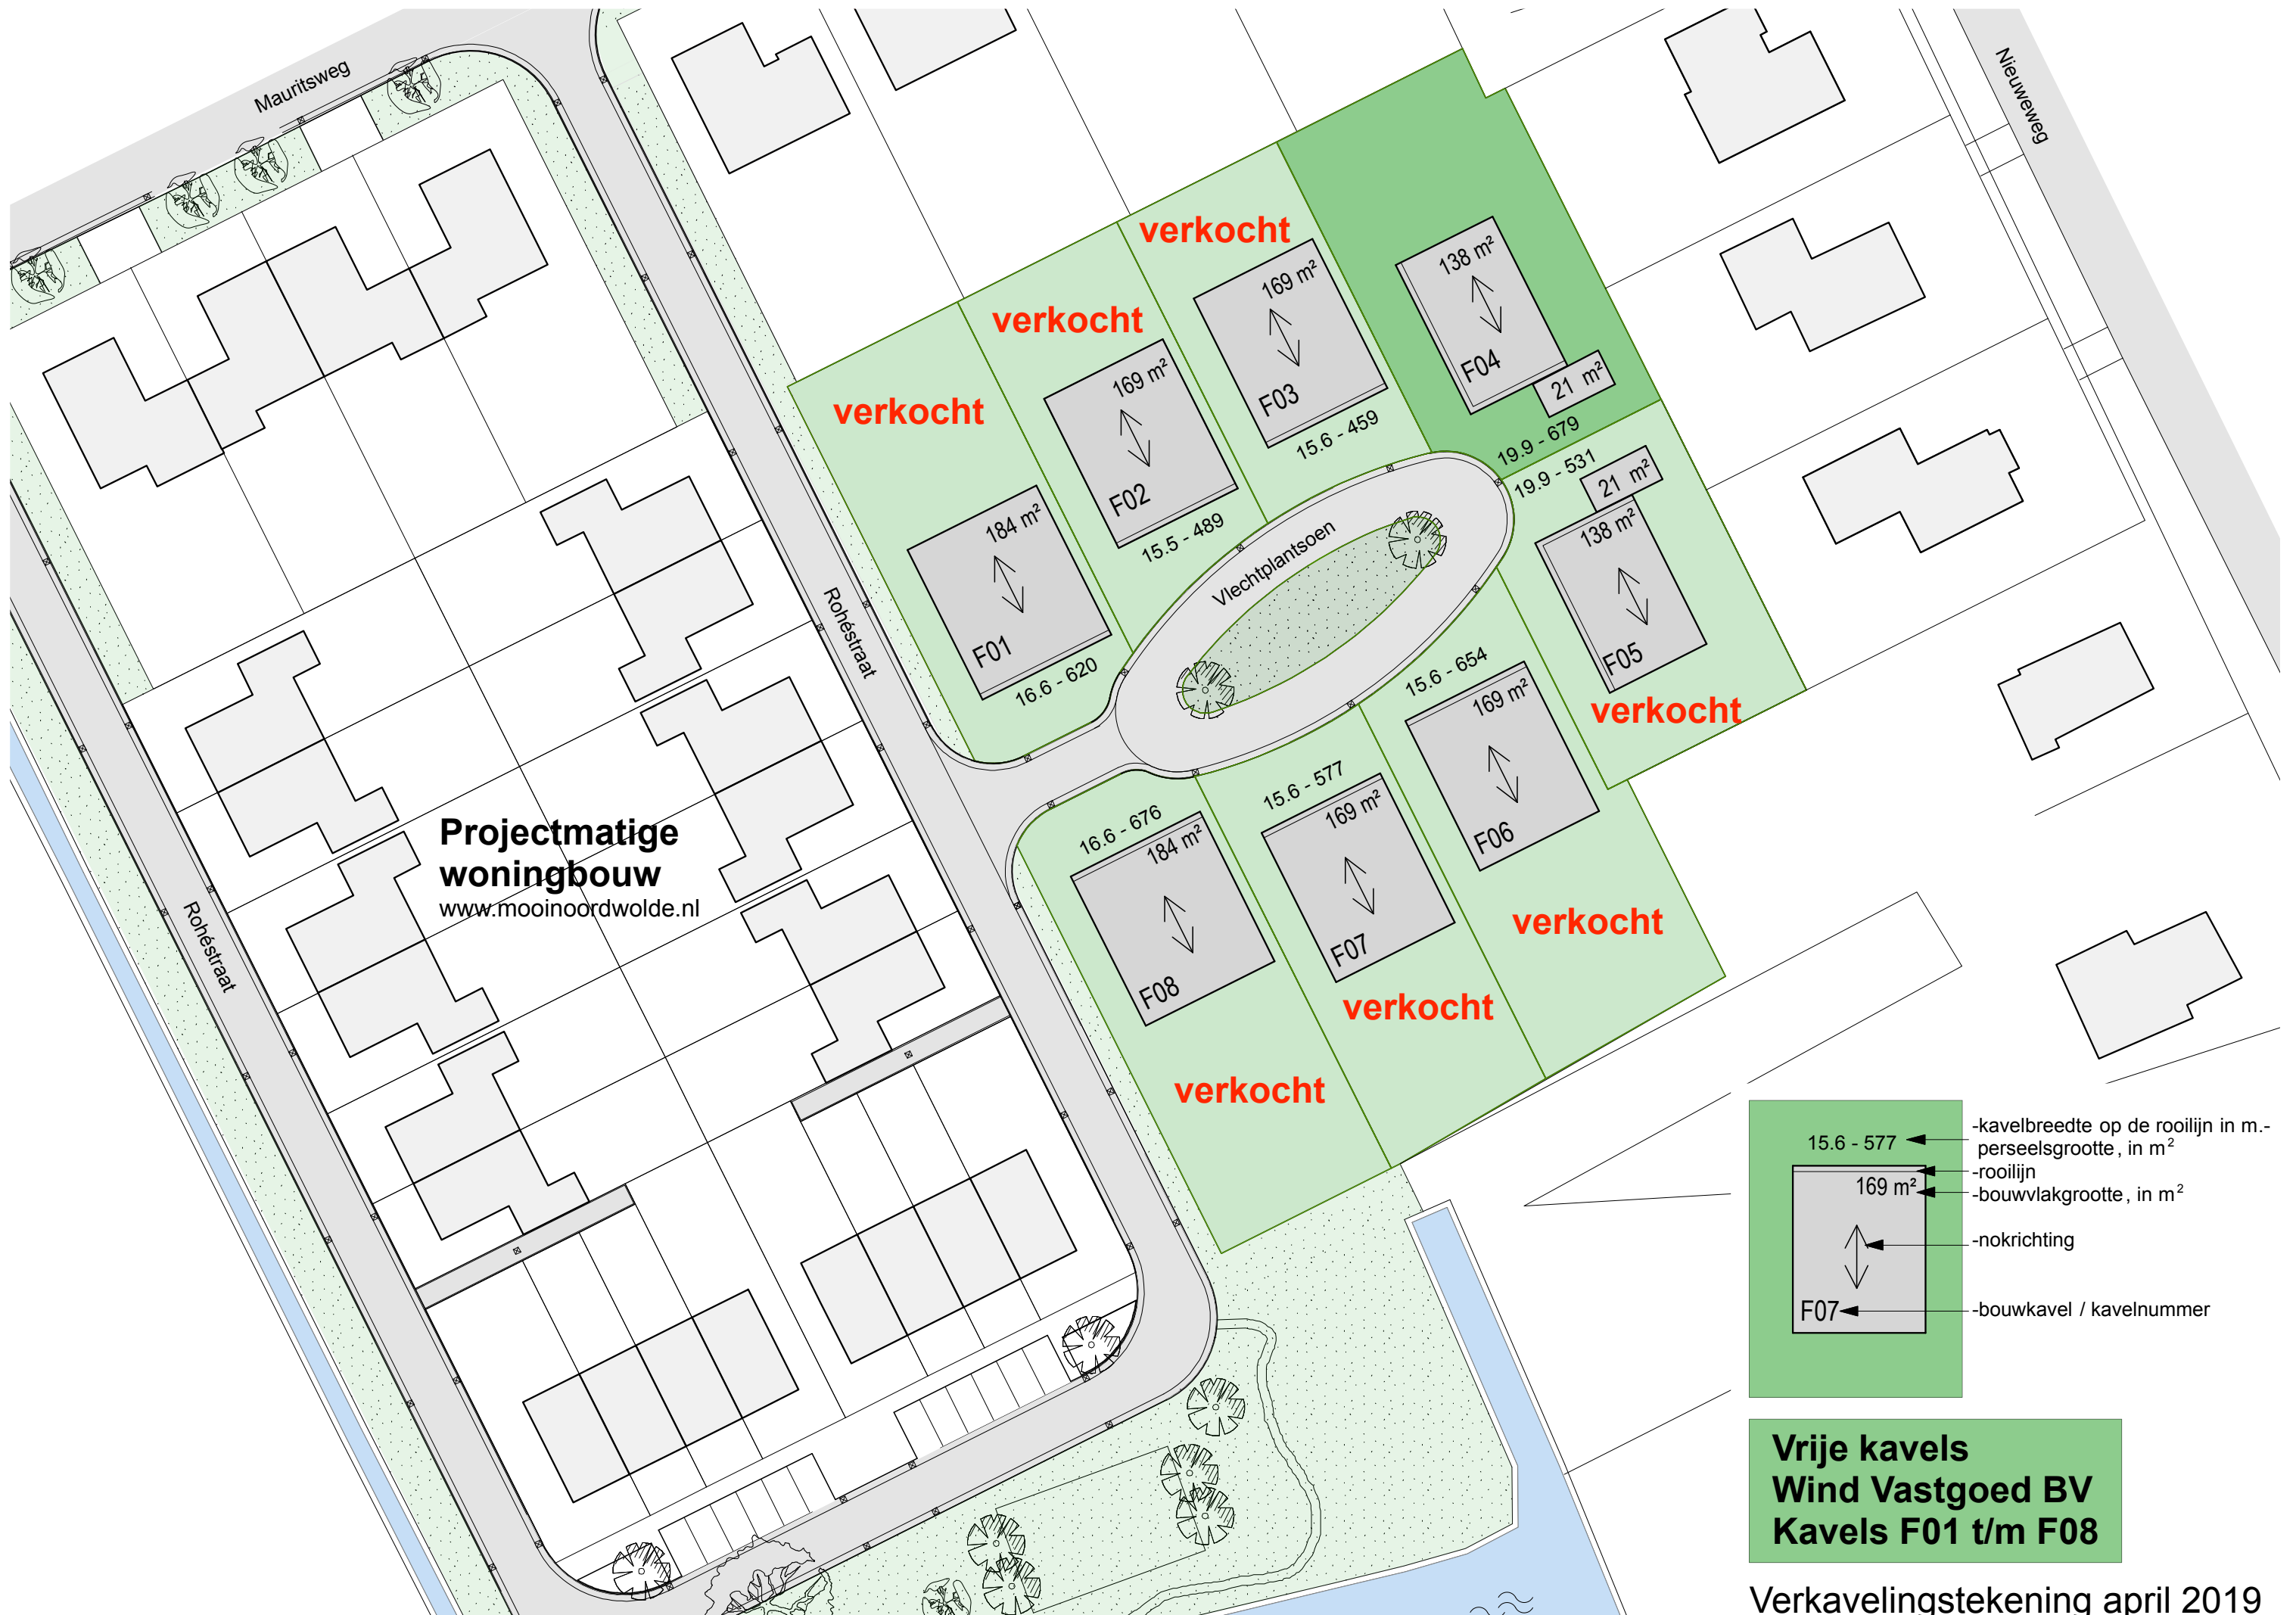 Mauritsweg
Nieuweweg
verkocht
138 m²
F04
21 m²
19.9 - 679
verkocht
169 m²
F03
15.6 - 459
verkocht
169 m²
F02
15.5 - 489
verkocht
184 m²
F01
16.6 - 620
19.9 - 531
21 m²
138 m²
F05
verkocht
Vlechtplantsoen
Rohéstraat
15.6 - 654
169 m²
F06
verkocht
15.6 - 577
169 m²
F07
verkocht
16.6 - 676
184 m²
F08
verkocht
Projectmatige
woningbouw
www.mooinoordwolde.nl
Rohéstraat
15.6 - 577
169 m²
F07
-kavelbreedte op de rooilijn in m.-
perseelsgrootte, in m²
-rooilijn
-bouwvlakgrootte, in m²
-nokrichting
-bouwkavel / kavelnummer
Vrije kavels
Wind Vastgoed BV
Kavels F01 t/m F08
Verkavelingstekening april 2019